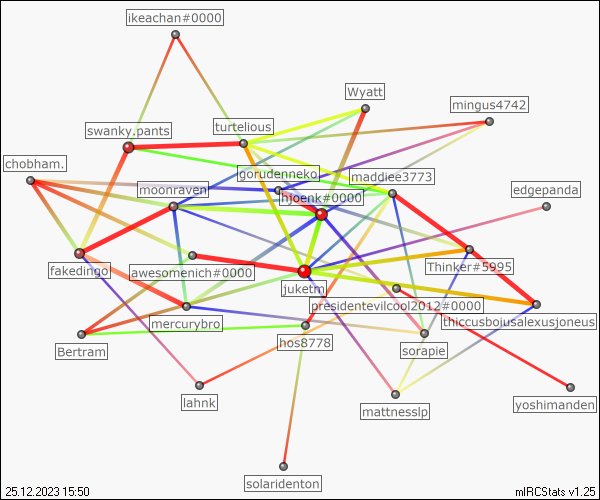 ikeachan#0000
Wyatt
mingus4742
swanky.pants
turtelious
chobham.
gorudenneko
maddiee3773
moonraven
hjoenk#0000
edgepanda
fakedingo
awesomenich#0000
Thinker#5995
juketm
presidentevilcool2012#0000
mercurybro
thiccusboiusalexusjoneus
Bertram
hos8778
sorapie
lahnk
mattnesslp
yoshimanden
solaridenton
25.12.2023 15:50
mIRCStats v1.25